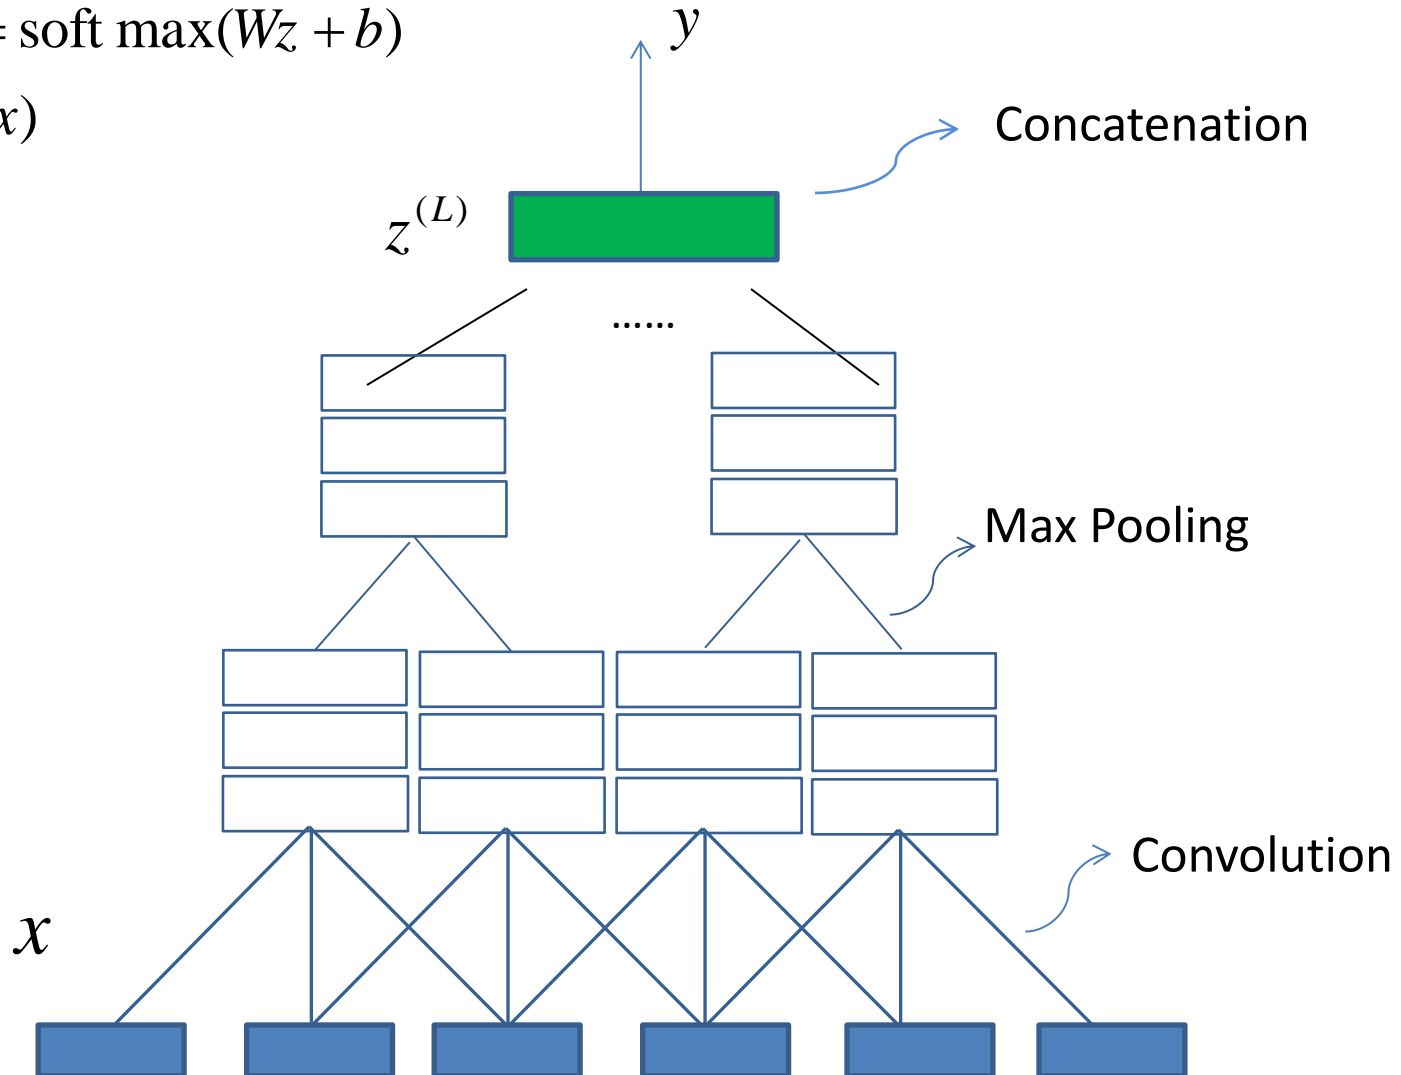 = soft max(Wz + b)
y
x)
Concatenation
z^(L)
......
Max Pooling
Convolution
x